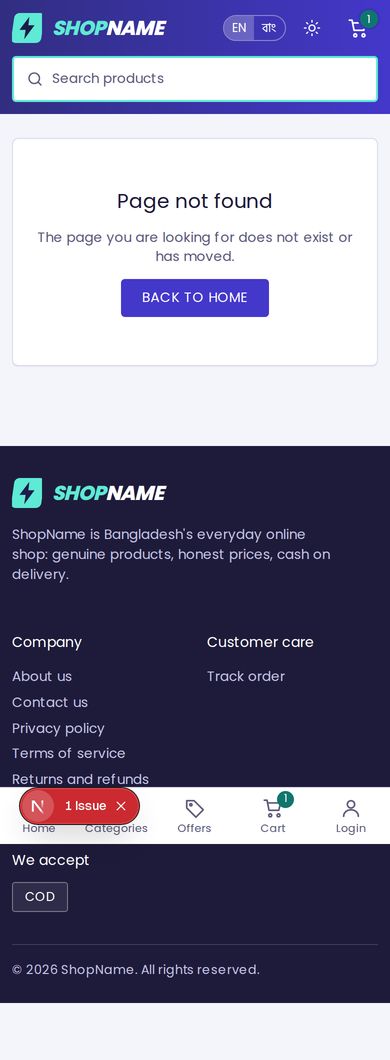 SHOPNAME
EN
বাং
1
Search products
Page not found
The page you are looking for does not exist or
has moved.
BACK TO HOME
SHOPNAME
ShopName is Bangladesh's everyday online
shop: genuine products, honest prices, cash on
delivery.
Company
Customer care
About us
Track order
Contact us
Privacy policy
Terms of service
Returns and refunds
N
1 Issue
1
Home
Categories
Offers
Cart
Login
We accept
COD
© 2026 ShopName. All rights reserved.